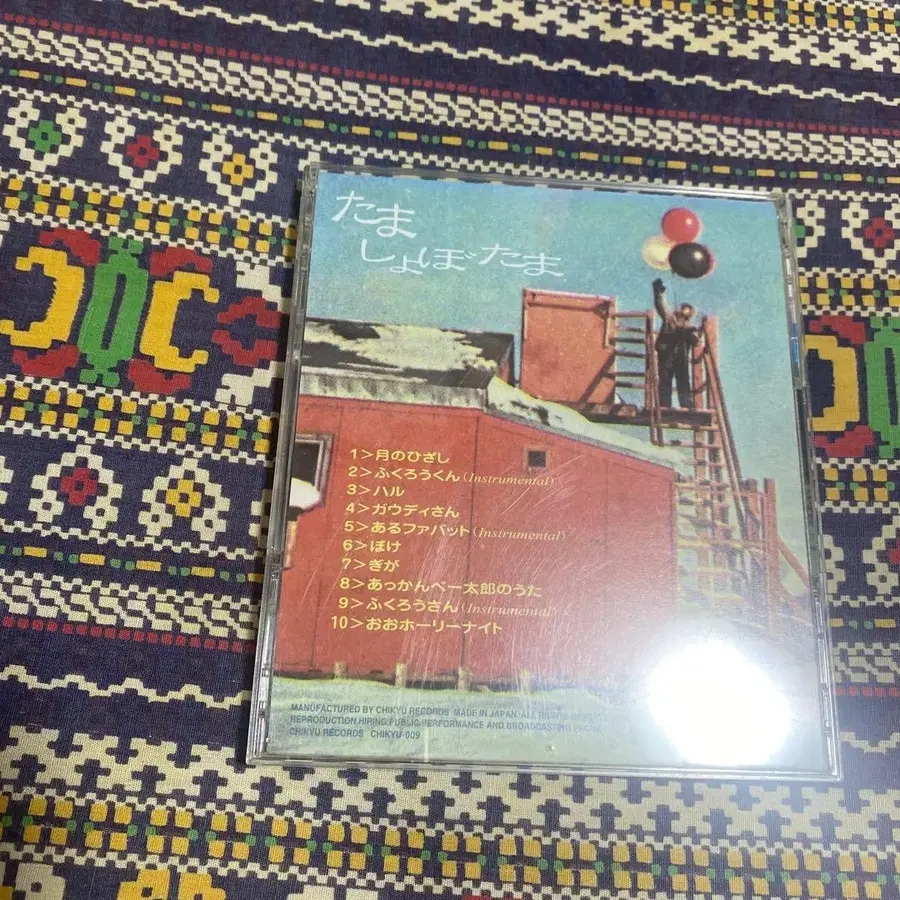 たま
しょぼたま
1＞月のひざし
2＞ふくろうくん(Instrumental)
3＞ハル
4＞ガウディさん
5＞あるファバット(Instrumental)
6＞ぼけ
7＞ぎが
8＞あっかんべー太郎のうた
9＞ふくろうさん(Instrumental)
10＞おおホーリーナイト
MANUFACTURED BY CHIKYU RECORDS MADE IN JAPAN ALL RIGHTS
REPRODUCTION,HIRING,PUBLIC PERFORMANCE AND BROADCASTING
CHIKYU RECORDS CHIKYU-009